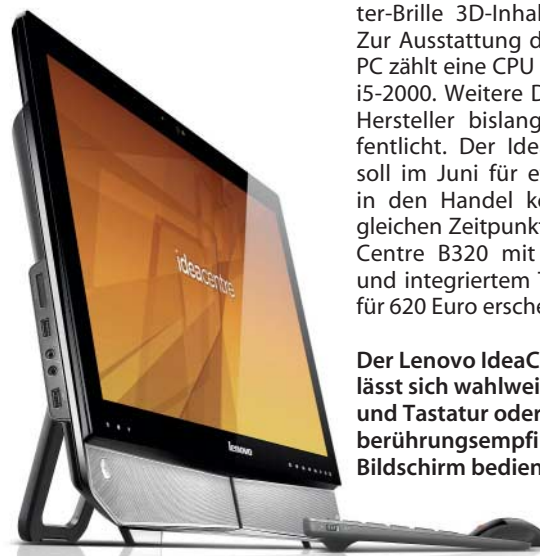 ter-Brille 3D-Inhal
Zur Ausstattung d
PC zählt eine CPU
i5-2000. Weitere D
Hersteller bislang
fentlicht. Der Ide
soll im Juni für e
in den Handel k
gleichen Zeitpunkt
Centre B320 mit
und integriertem
für 620 Euro ersche
Der Lenovo IdeaC
lässt sich wahlwei
und Tastatur oder
berührungsempfi
Bildschirm bedien
ideacentre
lenovo